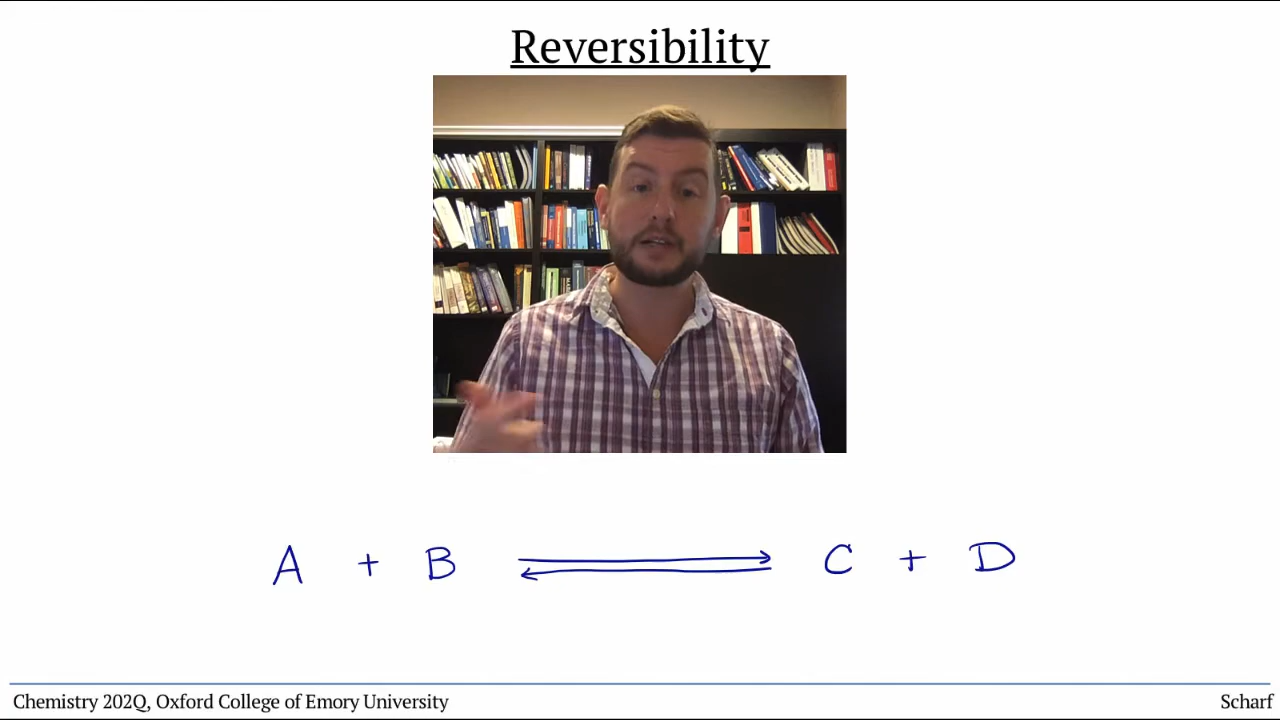 Reversibility
A + B ⇌ C + D
Chemistry 202Q, Oxford College of Emory University
Scharf